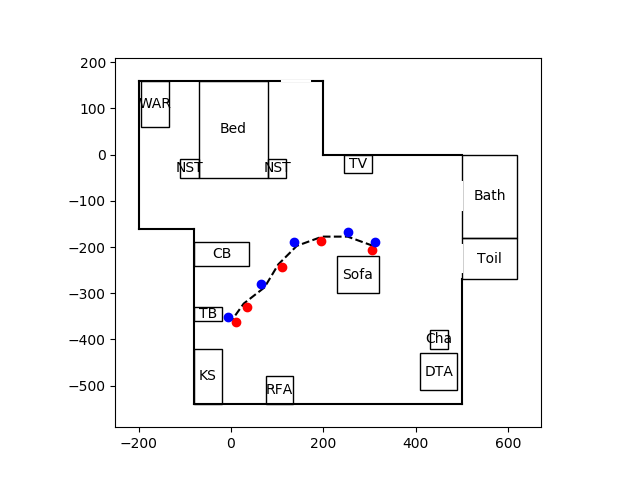 200
100
0
−100
−200
−300
−400
−500
−200
0
200
400
600
WAR
Bed
NST
NST
TV
Bath
CB
Toil
Sofa
TB
Cha
KS
DTA
RFA